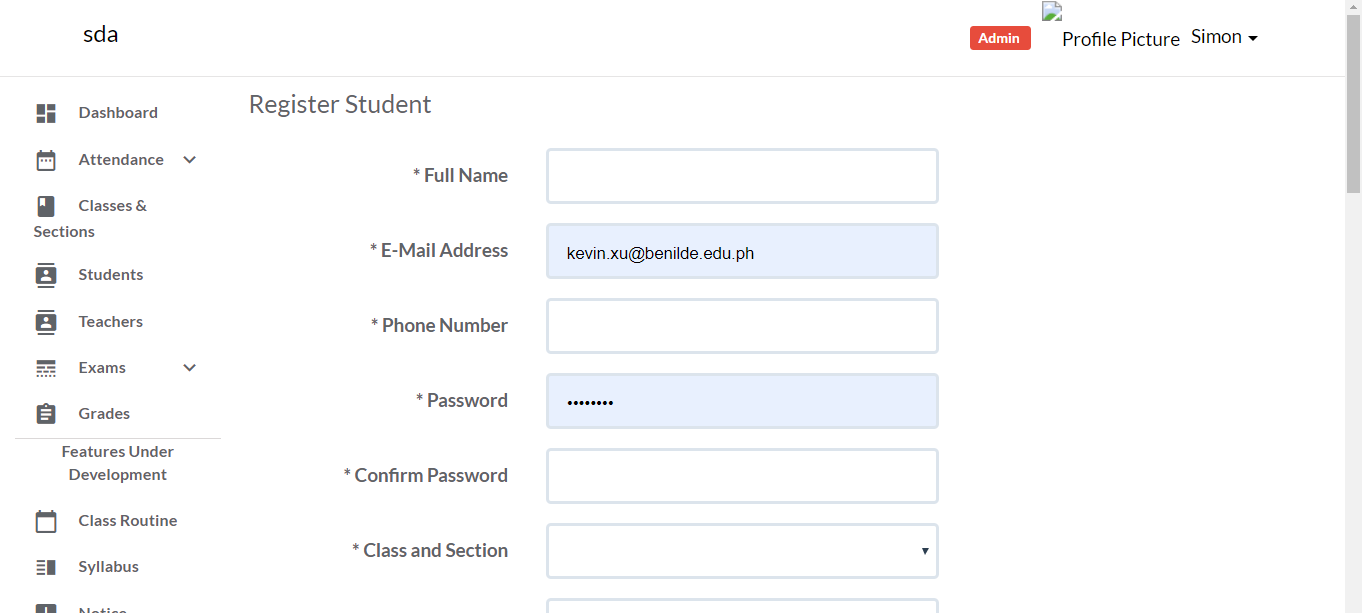 sda
Admin
Profile Picture
Simon
Dashboard
Attendance
Classes &
Sections
Students
Teachers
Exams
Grades
Features Under
Development
Class Routine
Syllabus
Notice
Register Student
* Full Name
* E-Mail Address
kevin.xu@benilde.edu.ph
* Phone Number
* Password
••••••••
* Confirm Password
* Class and Section